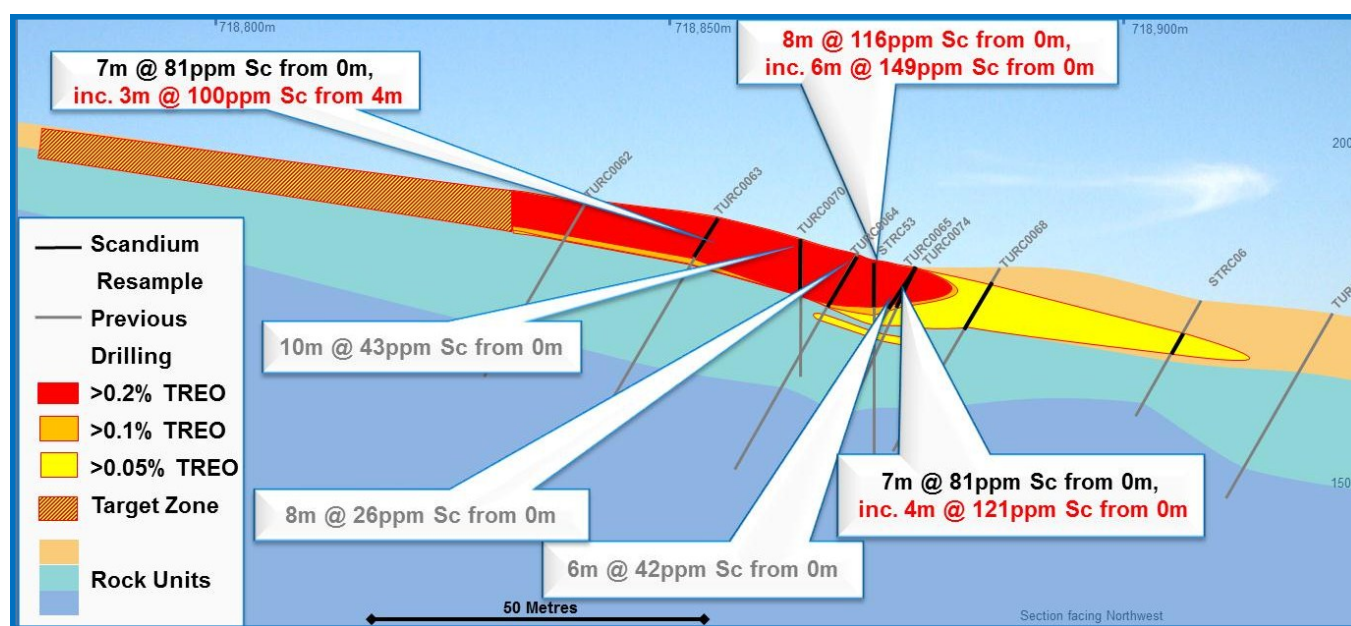 718,800m
718,850m
718,900m
7m @ 81ppm Sc from 0m,
inc. 3m @ 100ppm Sc from 4m
8m @ 116ppm Sc from 0m,
inc. 6m @ 149ppm Sc from 0m
200
TURC0062
TURC0063
TURC0070
TURC0064
STRC53
TURC0065
TURC0074
TURC0068
STRC06
TUR
Scandium
Resample
Previous
Drilling
>0.2% TREO
>0.1% TREO
>0.05% TREO
Target Zone
Rock Units
10m @ 43ppm Sc from 0m
8m @ 26ppm Sc from 0m
6m @ 42ppm Sc from 0m
7m @ 81ppm Sc from 0m,
inc. 4m @ 121ppm Sc from 0m
150
50 Metres
Section facing Northwest